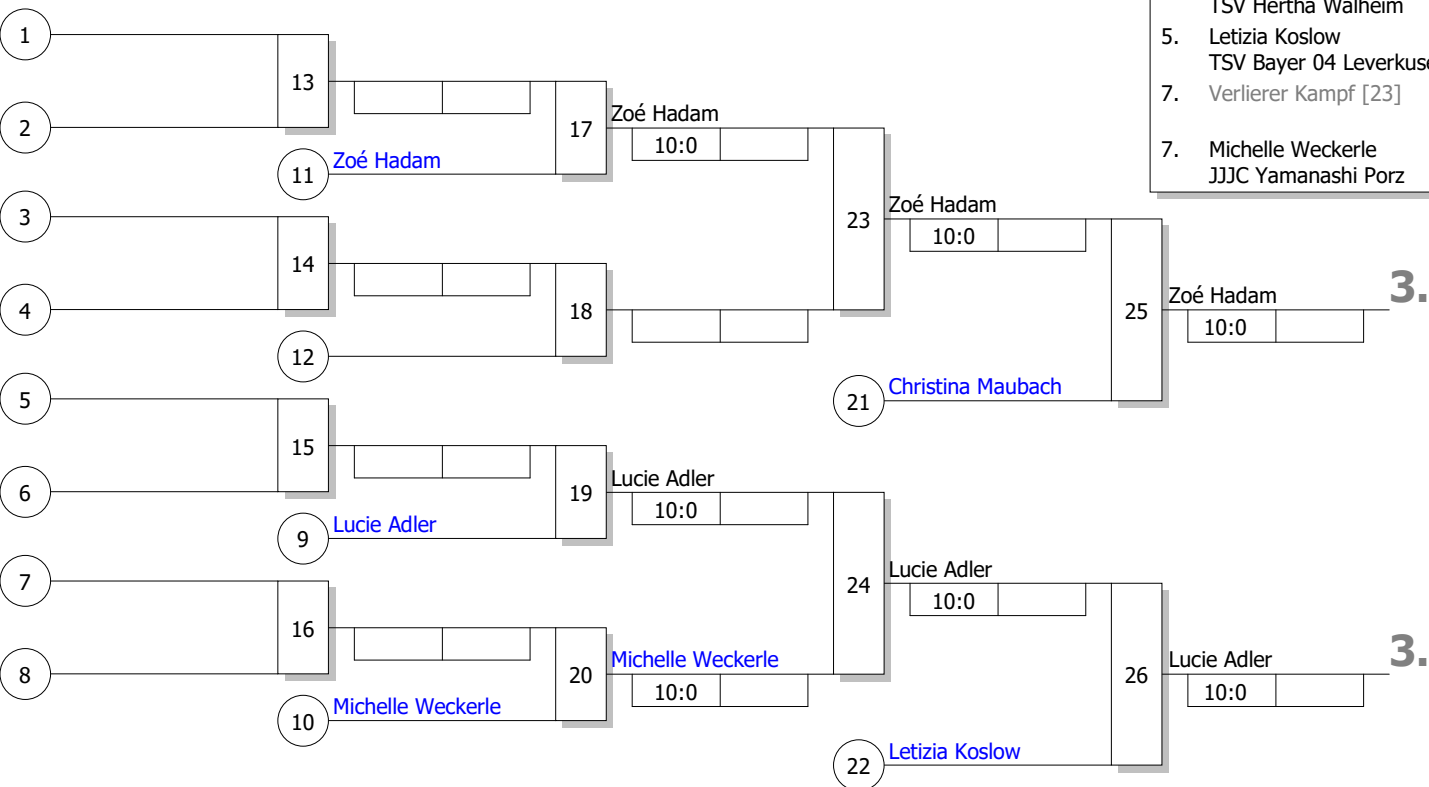 TSV Hertha Walheim
5. Letizia Koslow
TSV Bayer 04 Leverkuse
7. Verlierer Kampf [23]
7. Michelle Weckerle
JJJC Yamanashi Porz
1
13
2
17
Zoé Hadam
10:0
11
Zoé Hadam
3
14
4
18
12
23
Zoé Hadam
10:0
25
Zoé Hadam
10:0
3.
21
Christina Maubach
5
15
6
19
Lucie Adler
10:0
9
Lucie Adler
7
16
8
20
Michelle Weckerle
10:0
10
Michelle Weckerle
24
Lucie Adler
10:0
26
Lucie Adler
10:0
3.
22
Letizia Koslow